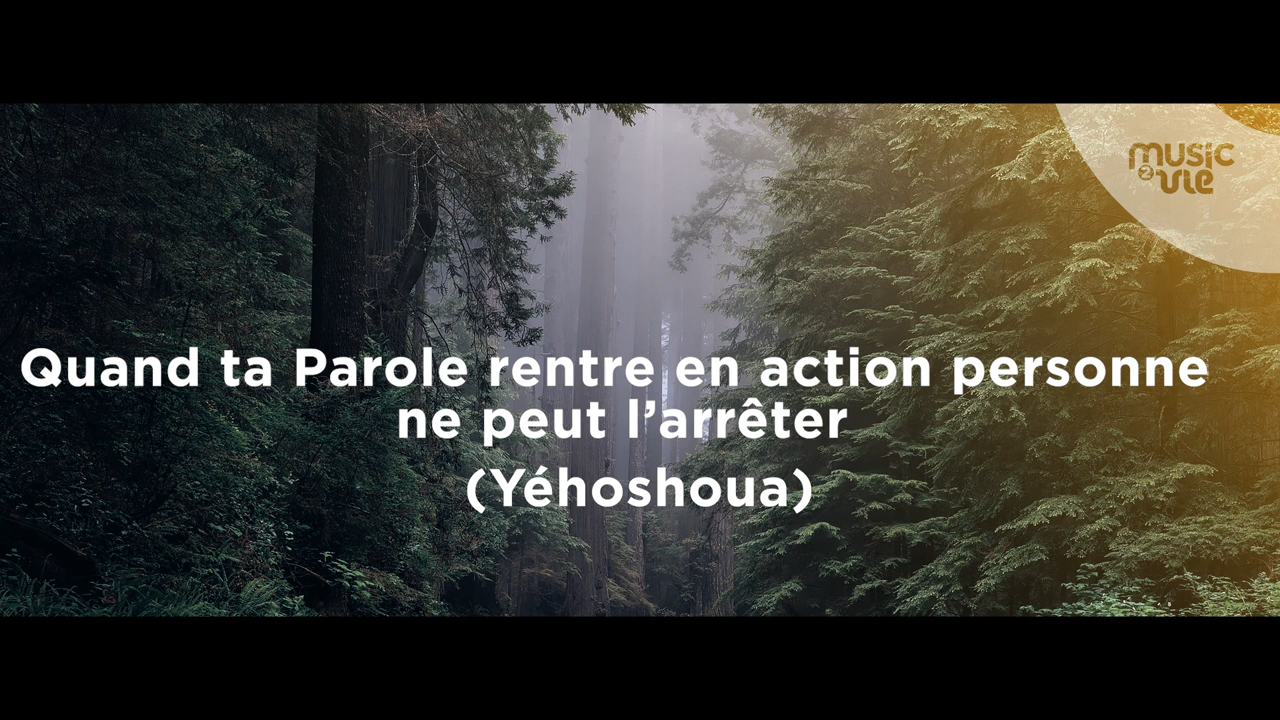 music
2 vie
Quand ta Parole rentre en action personne
ne peut l’arrêter
(Yéhoshoua)